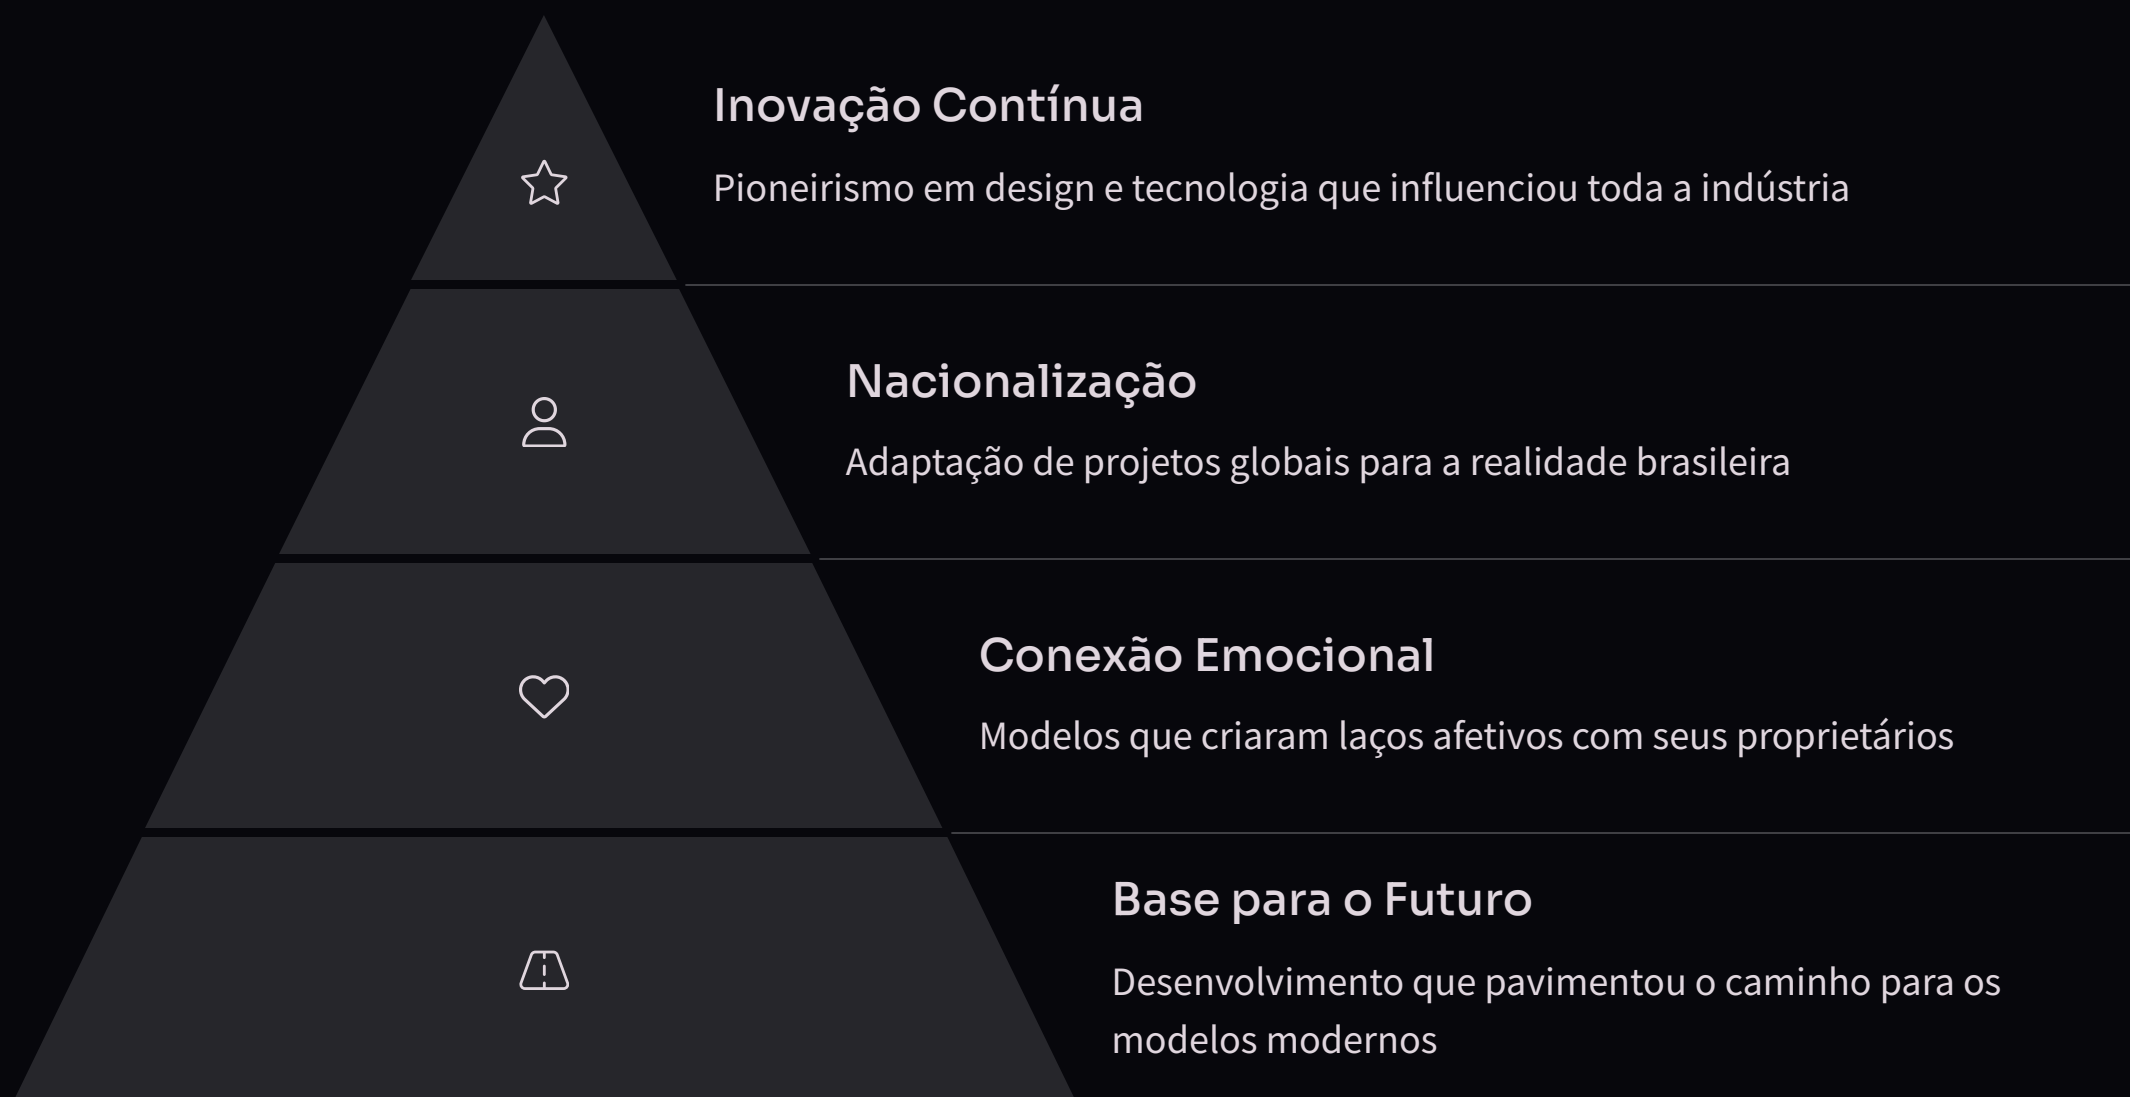 Inovação Contínua
Pioneirismo em design e tecnologia que influenciou toda a indústria
Nacionalização
Adaptação de projetos globais para a realidade brasileira
Conexão Emocional
Modelos que criaram laços afetivos com seus proprietários
Base para o Futuro
Desenvolvimento que pavimentou o caminho para os
modelos modernos